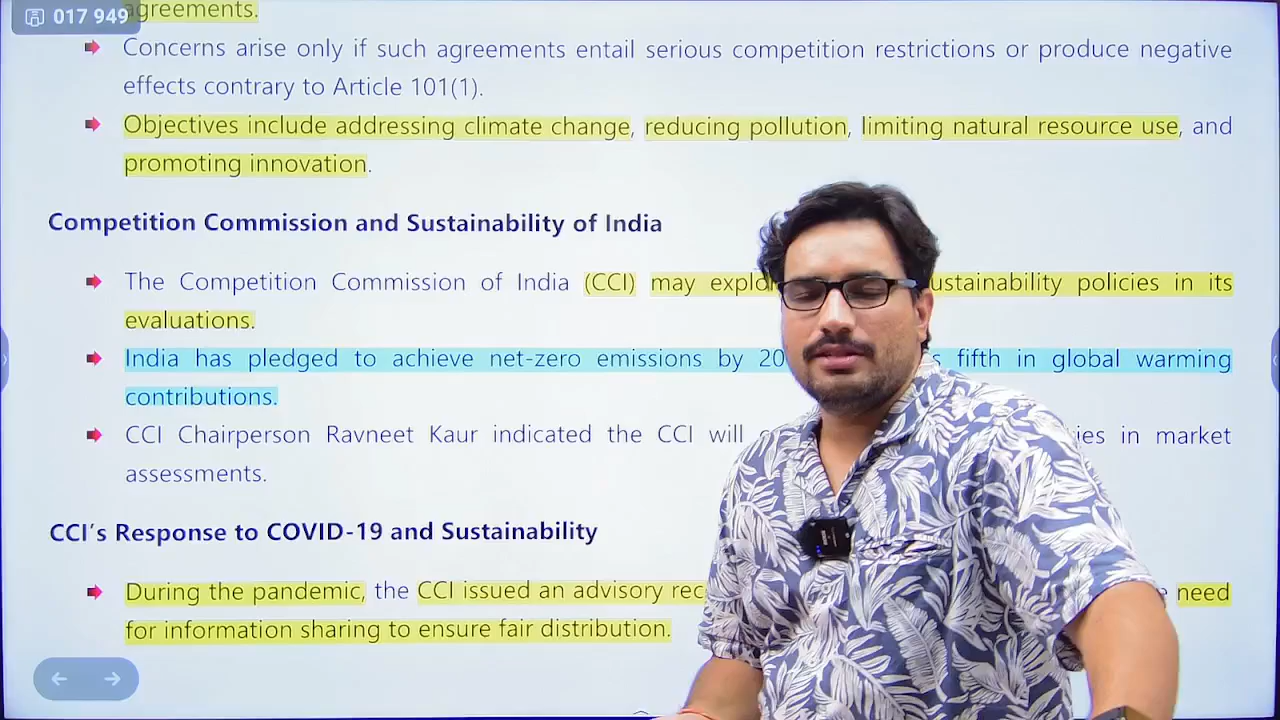 017 949
agreements.
Concerns arise only if such agreements entail serious competition restrictions or produce negative
effects contrary to Article 101(1).
Objectives include addressing climate change, reducing pollution, limiting natural resource use, and
promoting innovation.
Competition Commission and Sustainability of India
The Competition Commission of India (CCI) may in its
sustainability policies
evaluations.
India has pledged to achieve net-zero emissions by fifth in global warming
contributions.
CCI Chairperson Ravneet Kaur indicated the CCI will in market
assessments.
CCI's Response to COVID-19 and Sustainability
During the pandemic, the CCI issued an advisory need
for information sharing to ensure fair distribution.